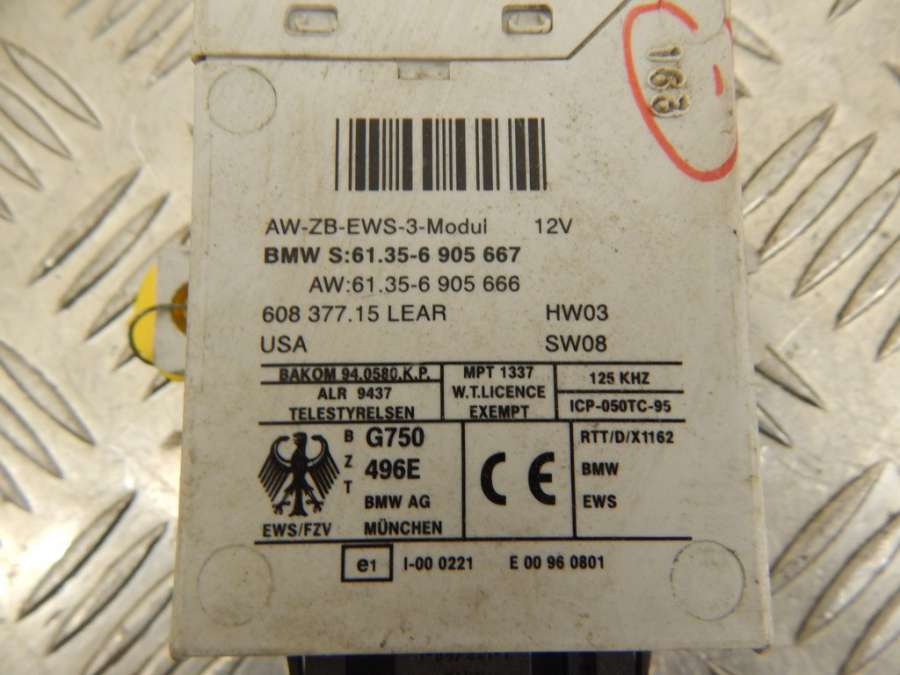 163
AW-ZB-EWS-3-Modul 12V
BMW S:61.35-6 905 667
AW:61.35-6 905 666
608 377.15 LEAR HW03
USA SW08
BAKOM 94.0580.K.P.
ALR 9437
TELESTYRELSEN
MPT 1337
W.T.LICENCE
EXEMPT
125 KHZ
ICP-050TC-95
EWS/FZV
BZT
G750
496E
BMW AG
MÜNCHEN
CE
RTT/D/X1162
BMW
EWS
e1 I-00 0221 E 00 96 0801